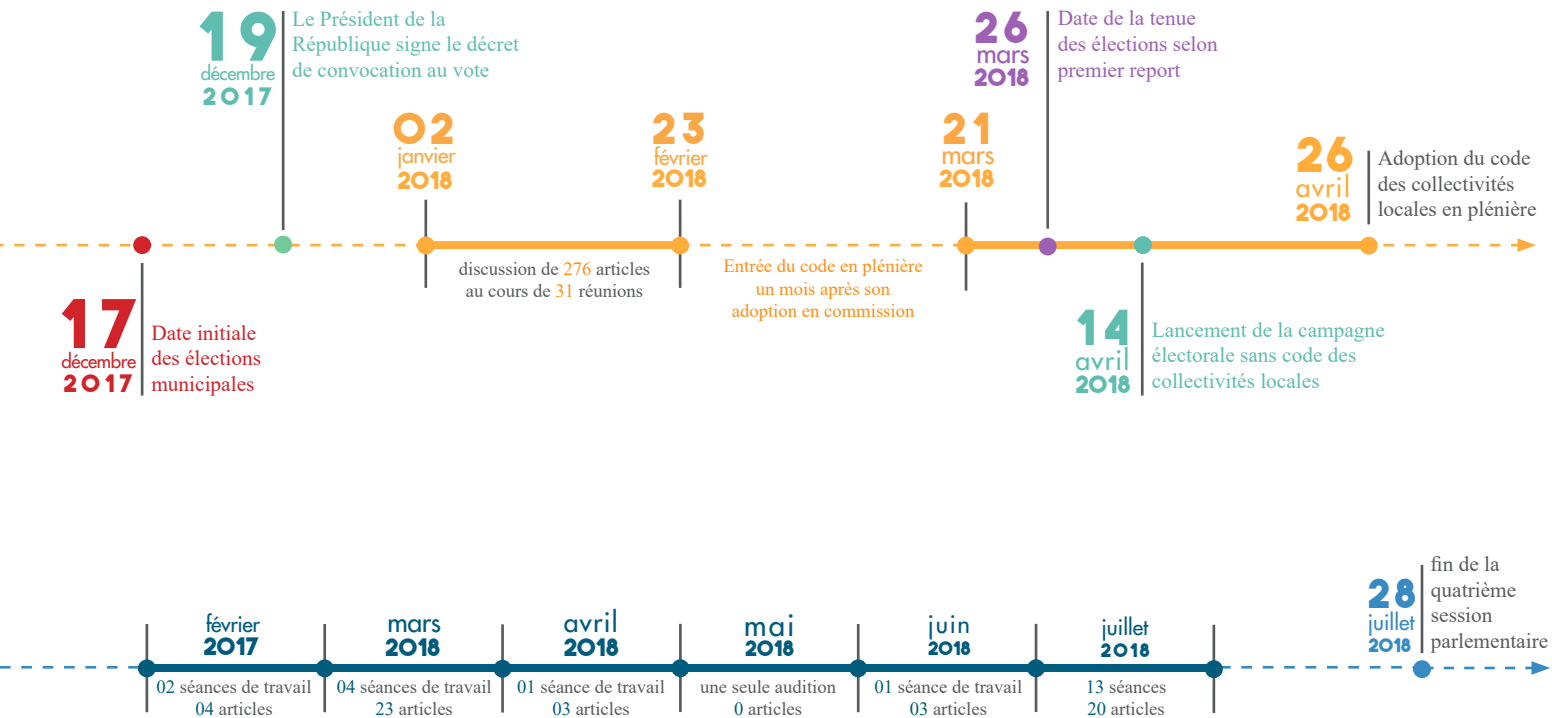 19
décembre
2017
Le Président de la
République signe le décret
de convocation au vote
26
mars
2018
Date de la tenue
des élections selon
premier report
02
janvier
2018
23
février
2018
21
mars
2018
26
avril
2018
Adoption du code
des collectivités
locales en plénière
discussion de 276 articles
au cours de 31 réunions
Entrée du code en plénière
un mois après son
adoption en commission
17
décembre
2017
Date initiale
des élections
municipales
14
avril
2018
Lancement de la campagne
électorale sans code des
collectivités locales
28
juillet
2018
fin de la
quatrième
session
parlementaire
février
2017
mars
2018
avril
2018
mai
2018
juin
2018
juillet
2018
02 séances de travail
04 articles
04 séances de travail
23 articles
01 séance de travail
03 articles
une seule audition
0 articles
01 séance de travail
03 articles
13 séances
20 articles